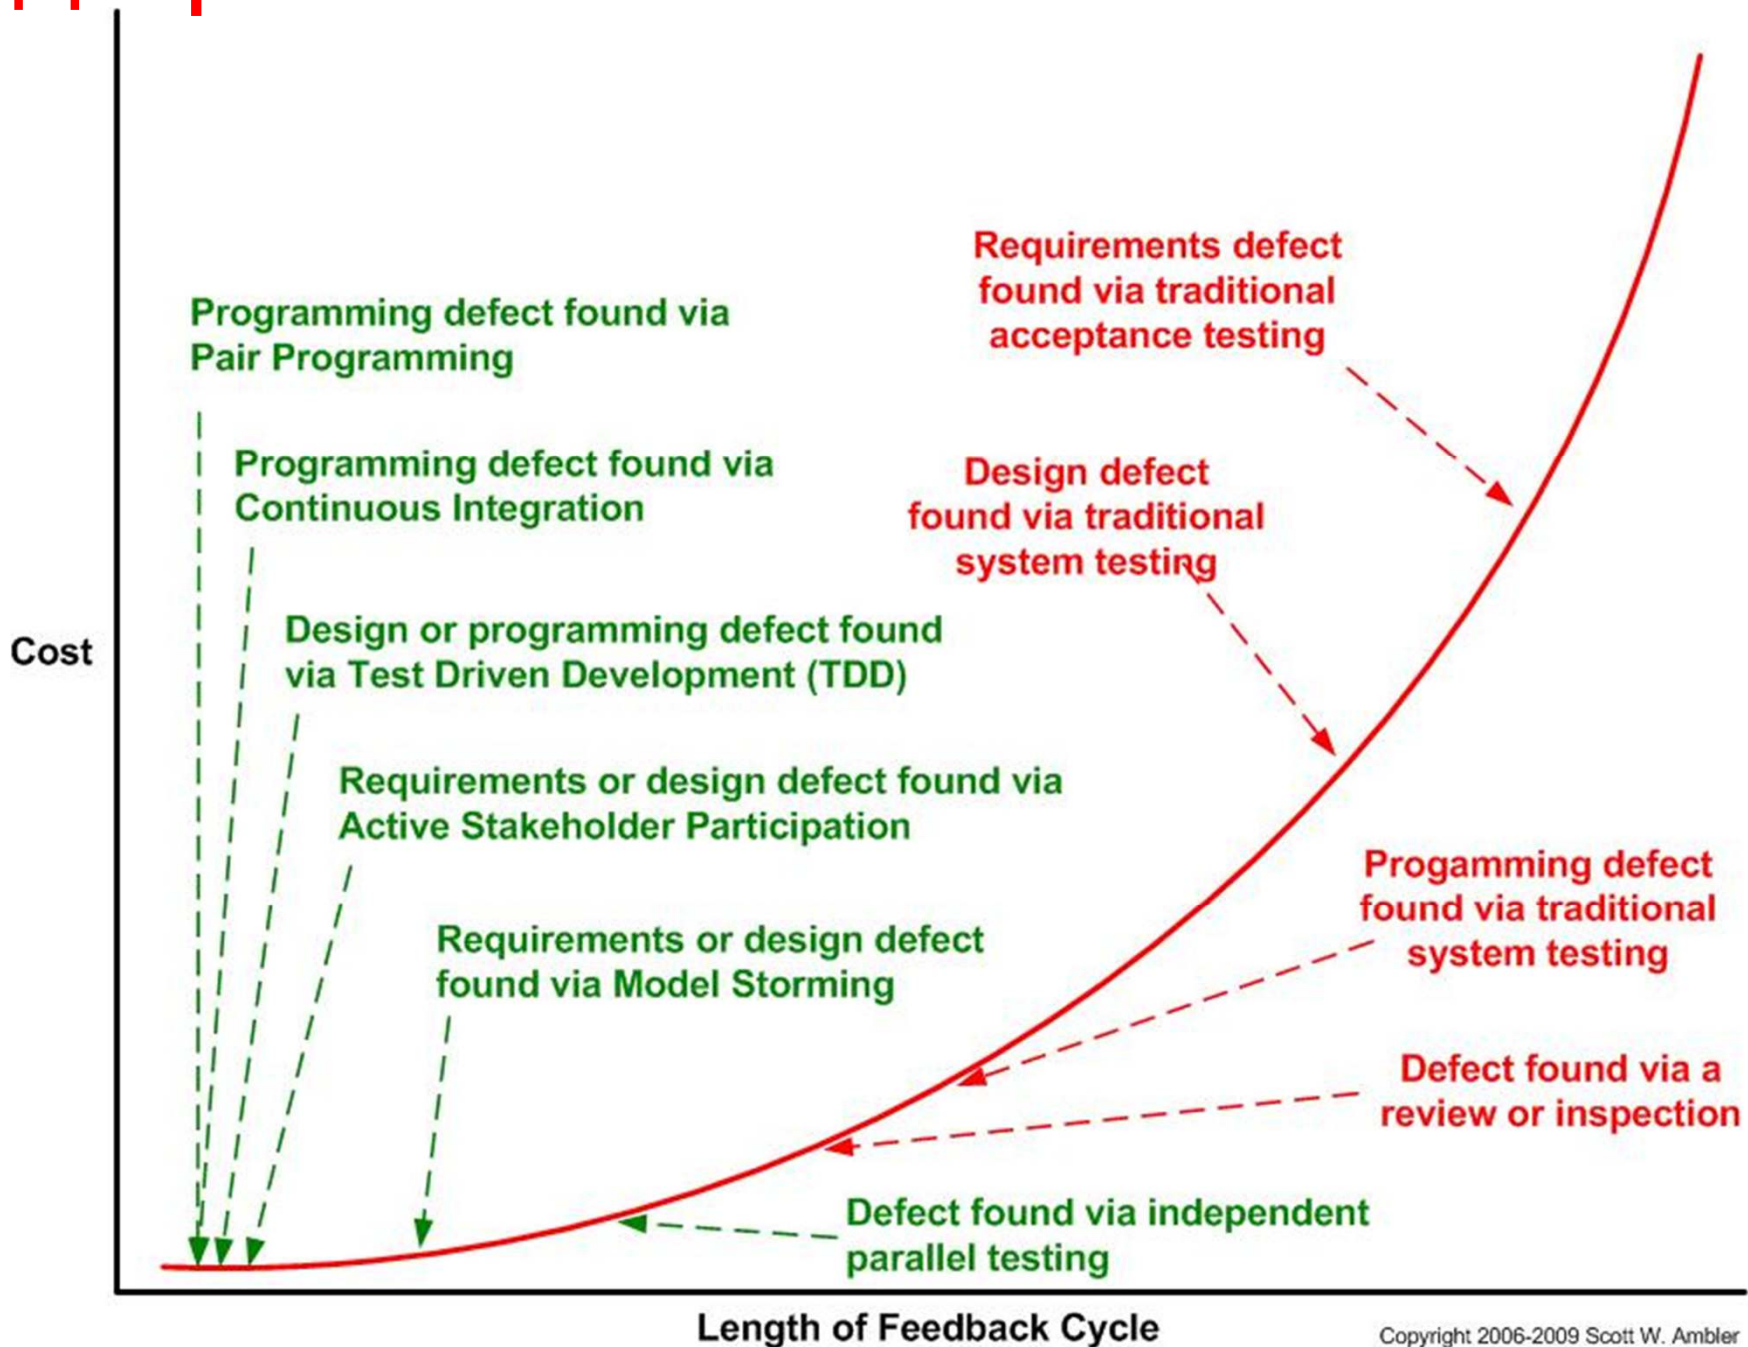 Requirements defect
found via traditional
acceptance testing
Programming defect found via
Pair Programming
Programming defect found via
Continuous Integration
Design defect
found via traditional
system testing
Design or programming defect found
via Test Driven Development (TDD)
Cost
Requirements or design defect found via
Active Stakeholder Participation
Progamming defect
found via traditional
system testing
Requirements or design defect
found via Model Storming
Defect found via a
review or inspection
Defect found via independent
parallel testing
Length of Feedback Cycle
Copyright 2006-2009 Scott W. Ambler